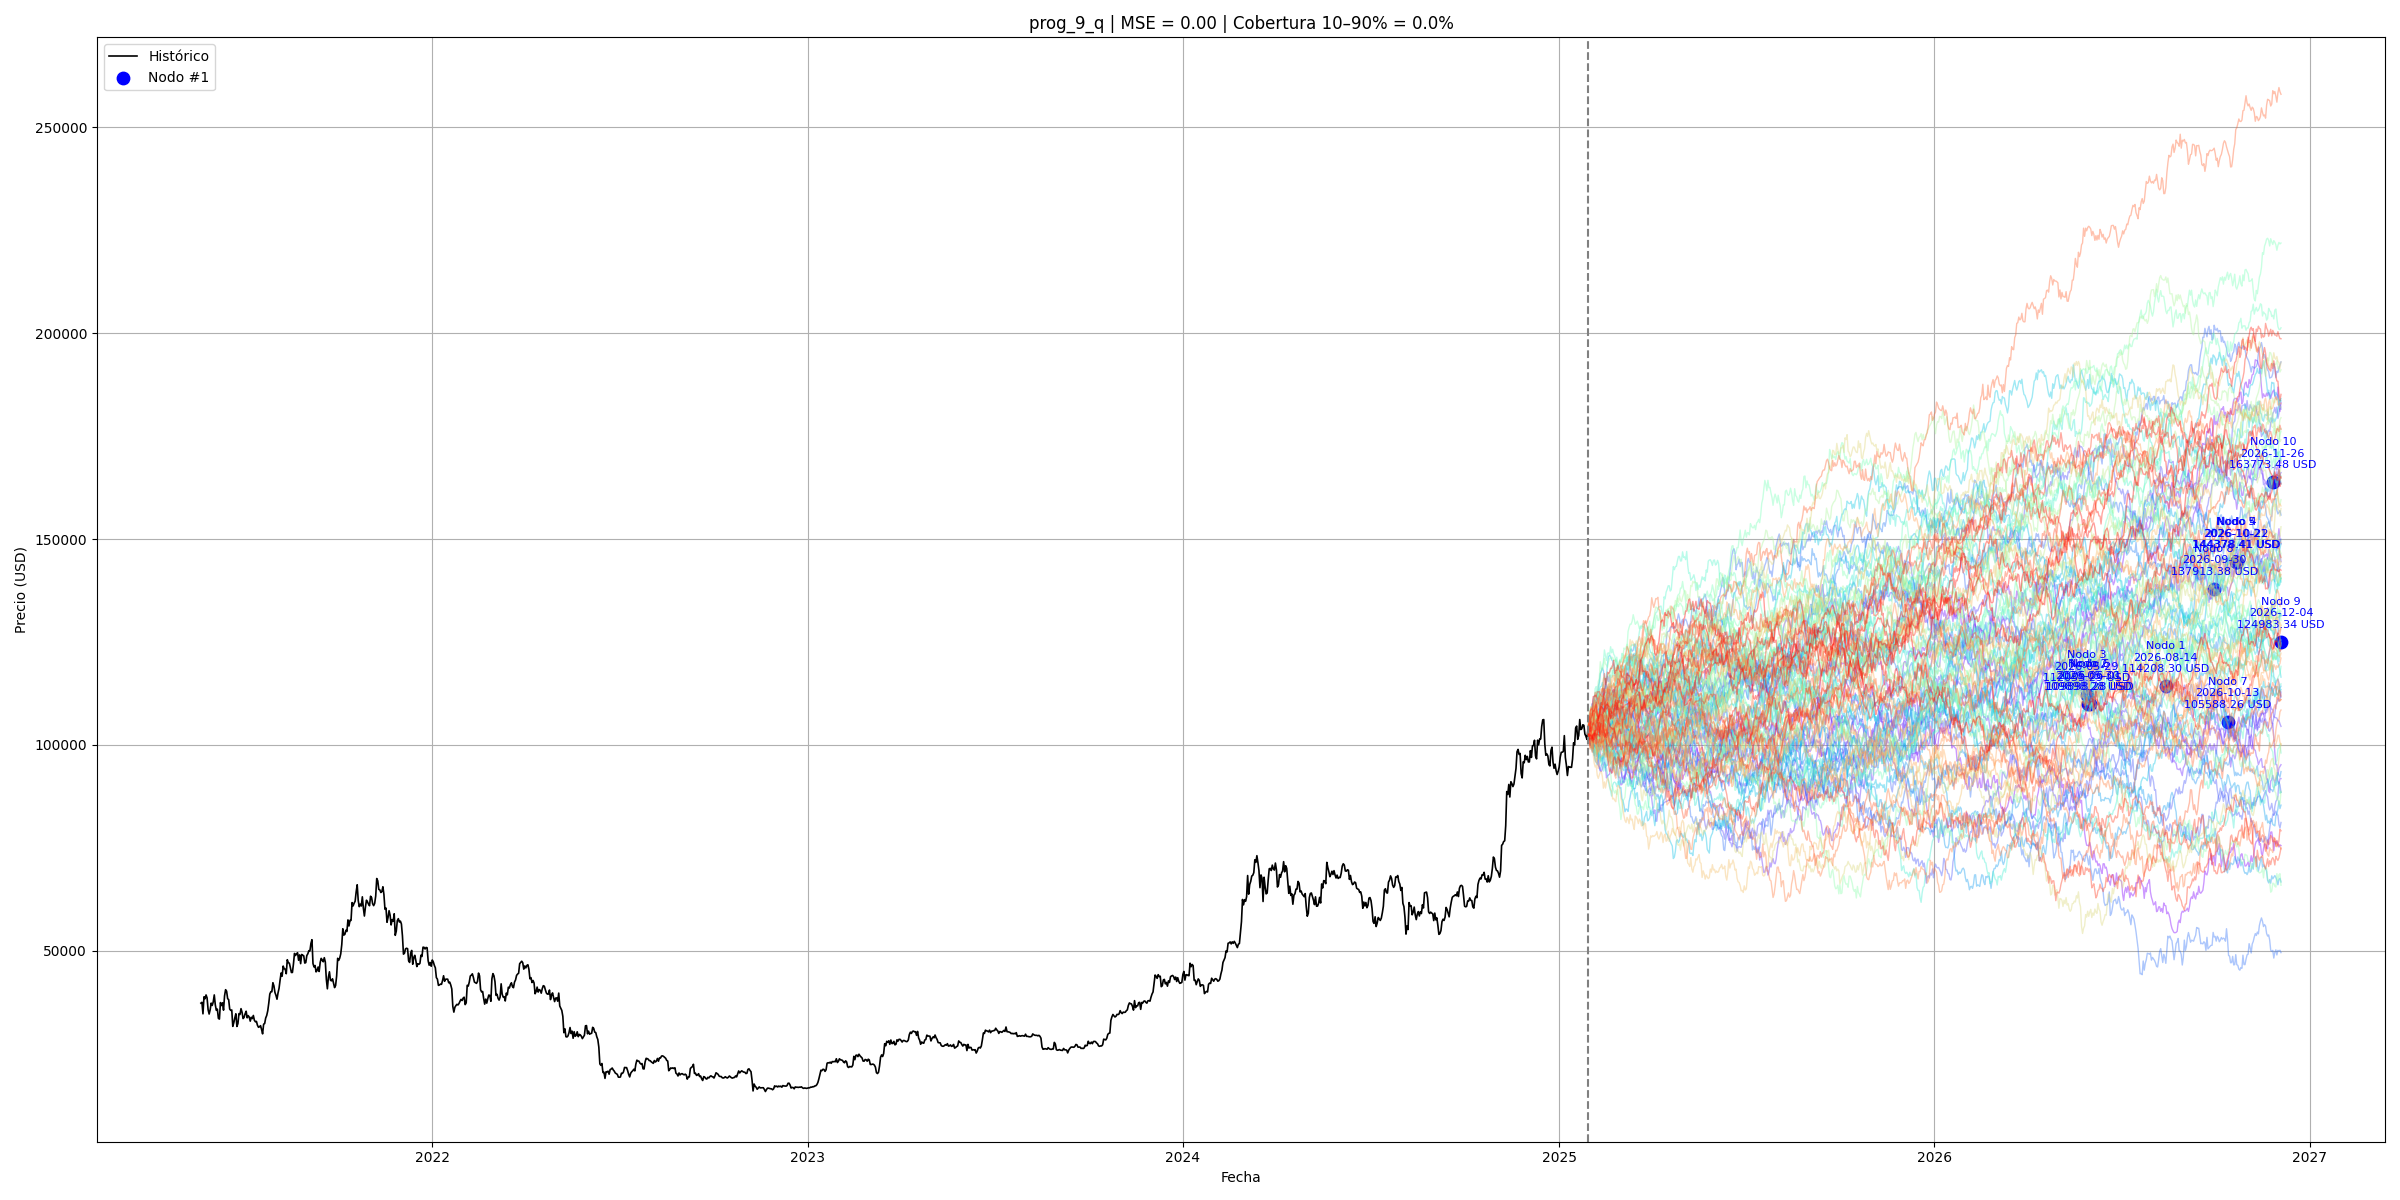 prog_9_q | MSE = 0.00 | Cobertura 10–90% = 0.0%
Histórico
Nodo #1
Precio (USD)
250000
200000
150000
100000
50000
Nodo 10
2026-11-26
163773.48 USD
2026-10-22
144378.41 USD
2026-09-30
137913.38 USD
Nodo 9
2026-12-04
124983.34 USD
Nodo 1
2026-08-14
114208.30 USD
Nodo 3
Nodo 7
2026-10-13
105588.26 USD
2022
2023
2024
2025
2026
2027
Fecha